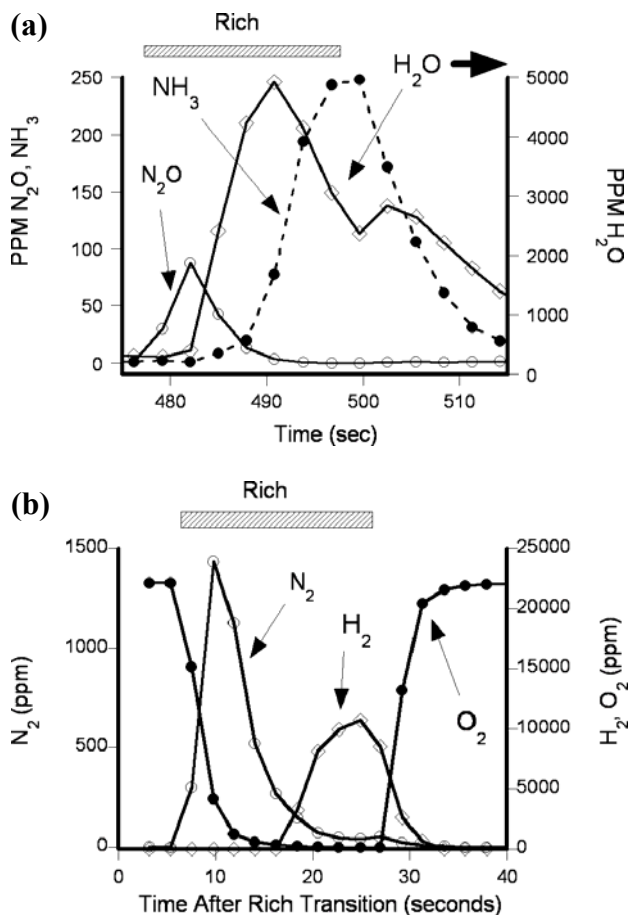 (a)
Rich
250
200
150
100
50
0
PPM N₂O, NH₃
N₂O
NH₃
H₂O
5000
4000
3000
2000
1000
0
PPM H₂O
480
490
500
510
Time (sec)
(b)
Rich
1500
1000
500
0
N₂ (ppm)
N₂
H₂
O₂
25000
20000
15000
10000
5000
0
H₂, O₂ (ppm)
0
10
20
30
40
Time After Rich Transition (seconds)